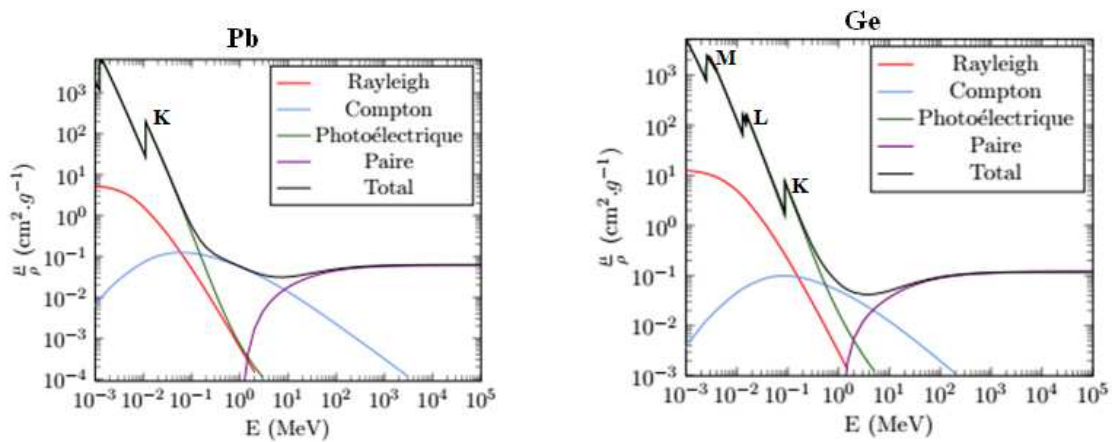 Pb
10³
10²
10¹
10⁰
10⁻¹
10⁻²
10⁻³
10⁻⁴
μ/ρ (cm².g⁻¹)
K
Rayleigh
Compton
Photoélectrique
Paire
Total
10⁻³ 10⁻² 10⁻¹ 10⁰ 10¹ 10² 10³ 10⁴ 10⁵
E (MeV)
Ge
10³
10²
10¹
10⁰
10⁻¹
10⁻²
10⁻³
μ/ρ (cm².g⁻¹)
M
L
K
Rayleigh
Compton
Photoélectrique
Paire
Total
10⁻³ 10⁻² 10⁻¹ 10⁰ 10¹ 10² 10³ 10⁴ 10⁵
E (MeV)